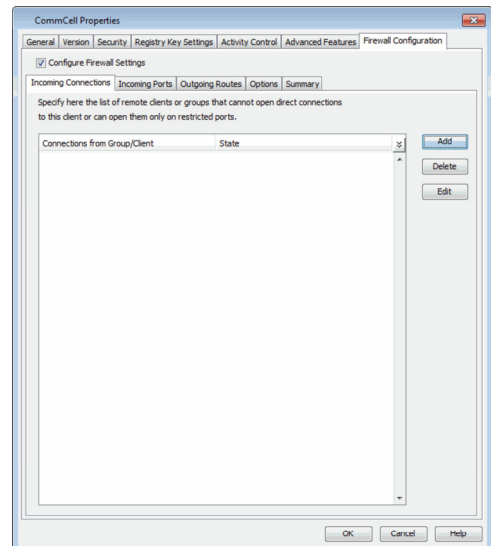 CommCell Properties
General Version Security Registry Key Settings Activity Control Advanced Features Firewall Configuration
Configure Firewall Settings
Incoming Connections Incoming Ports Outgoing Routes Options Summary
Specify here the list of remote clients or groups that cannot open direct connections
to this client or can open them only on restricted ports.
Connections from Group/Client State
Add
Delete
Edit
OK Cancel Help